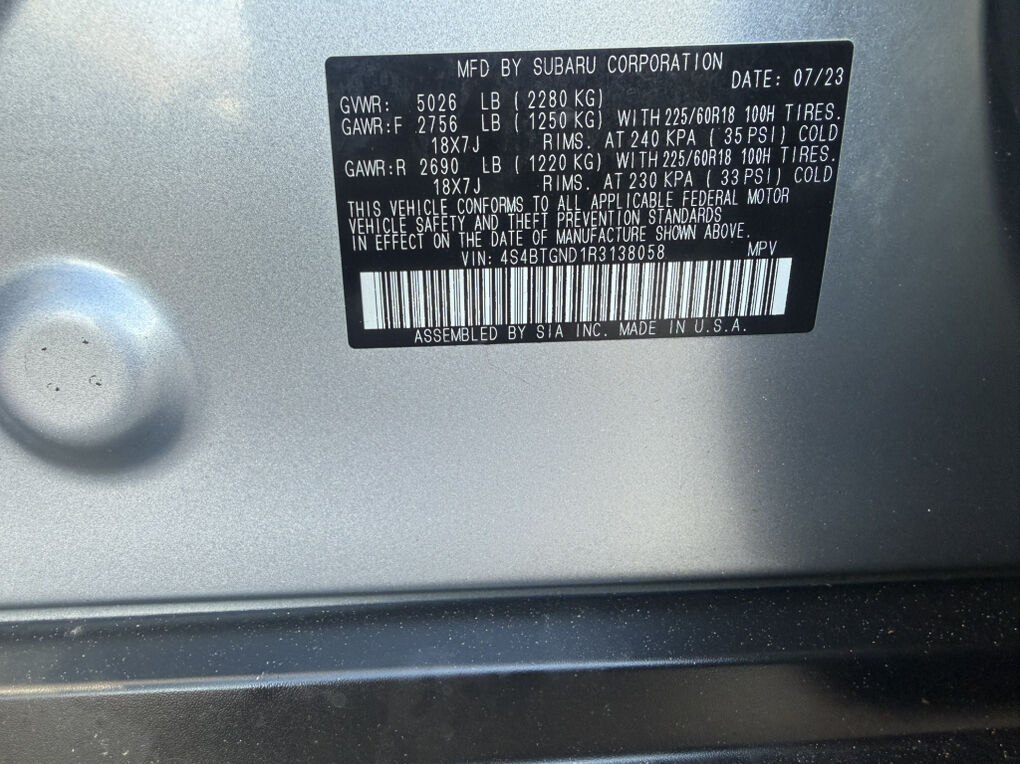 MFD BY SUBARU CORPORATION
DATE: 07/23
GVWR: 5026 LB ( 2280 KG)
GAWR:F 2756 LB ( 1250 KG) WITH 225/60R18 100H TIRES.
18X7J RIMS. AT 240 KPA ( 35 PSI) COLD
GAWR:R 2690 LB ( 1220 KG) WITH 225/60R18 100H TIRES.
18X7J RIMS. AT 230 KPA ( 33 PSI) COLD
THIS VEHICLE CONFORMS TO ALL APPLICABLE FEDERAL MOTOR
VEHICLE SAFETY AND THEFT PREVENTION STANDARDS
IN EFFECT ON THE DATE OF MANUFACTURE SHOWN ABOVE.
VIN: 4S4BTGND1R3138058 MPV
ASSEMBLED BY SIA INC. MADE IN U.S.A.